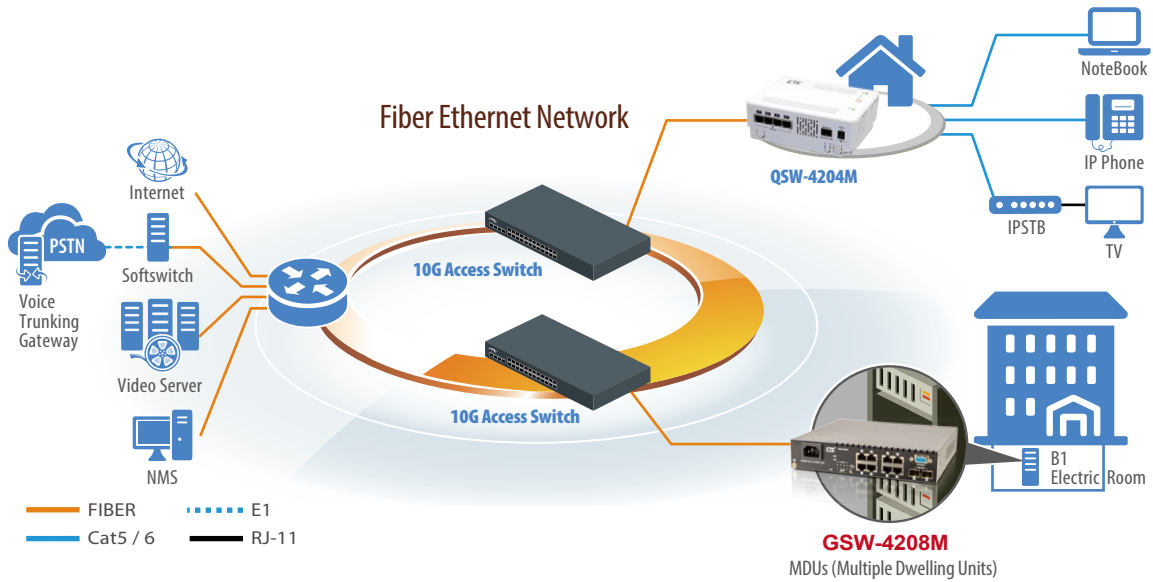 Fiber Ethernet Network
NoteBook
IP Phone
QSW-4204M
IPSTB
TV
Internet
PSTN
Softswitch
Voice
Trunking
Gateway
Video Server
NMS
10G Access Switch
10G Access Switch
CTS
B1
Electric Room
GSW-4208M
MDUs (Multiple Dwelling Units)
FIBER
E1
Cat5 / 6
RJ-11